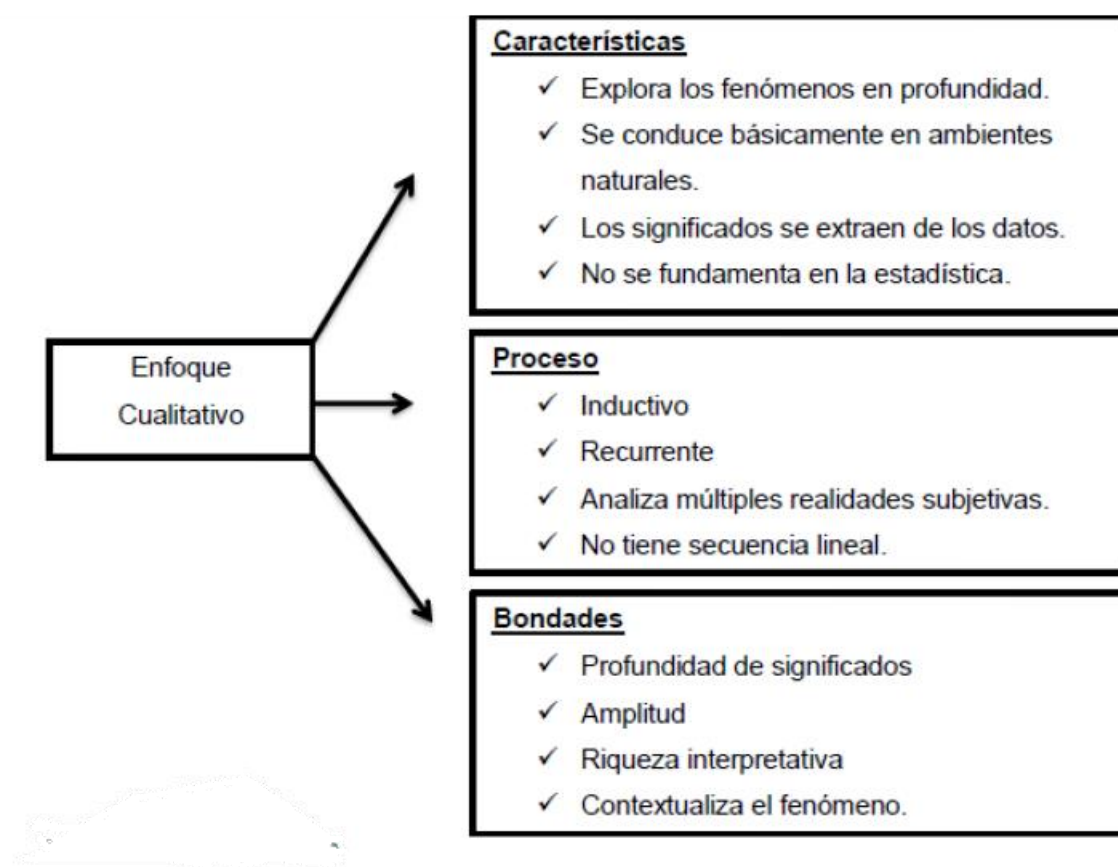 Características
✓ Explora los fenómenos en profundidad.
✓ Se conduce básicamente en ambientes
naturales.
✓ Los significados se extraen de los datos.
✓ No se fundamenta en la estadística.
Enfoque
Cualitativo
Proceso
✓ Inductivo
✓ Recurrente
✓ Analiza múltiples realidades subjetivas.
✓ No tiene secuencia lineal.
Bondades
✓ Profundidad de significados
✓ Amplitud
✓ Riqueza interpretativa
✓ Contextualiza el fenómeno.